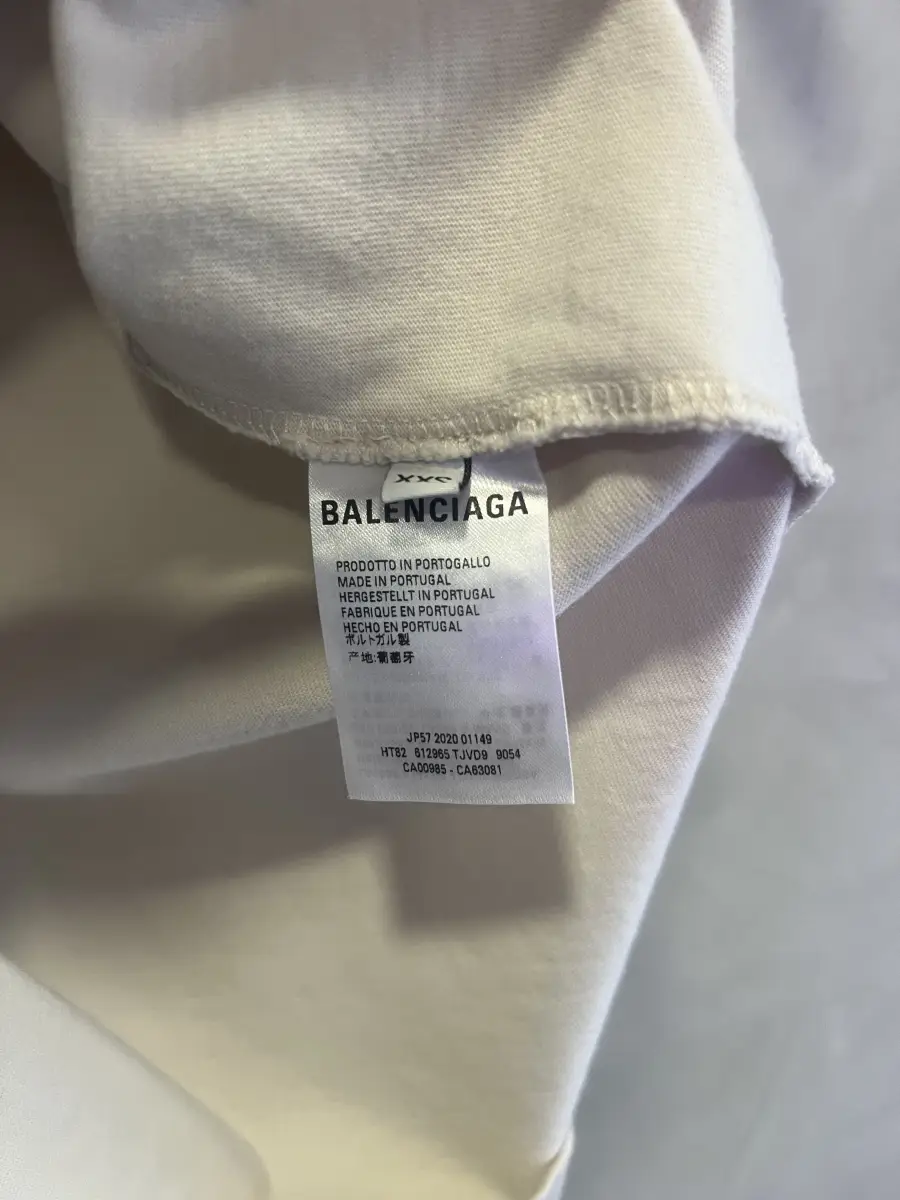 XXS
BALENCIAGA
PRODOTTO IN PORTOGALLO
MADE IN PORTUGAL
HERGESTELLT IN PORTUGAL
FABRIQUE EN PORTUGAL
HECHO EN PORTUGAL
ポルトガル製
产地:葡萄牙
JP57 2020 01149
HT82 612965 TJVD9 9054
CA00985 - CA63081